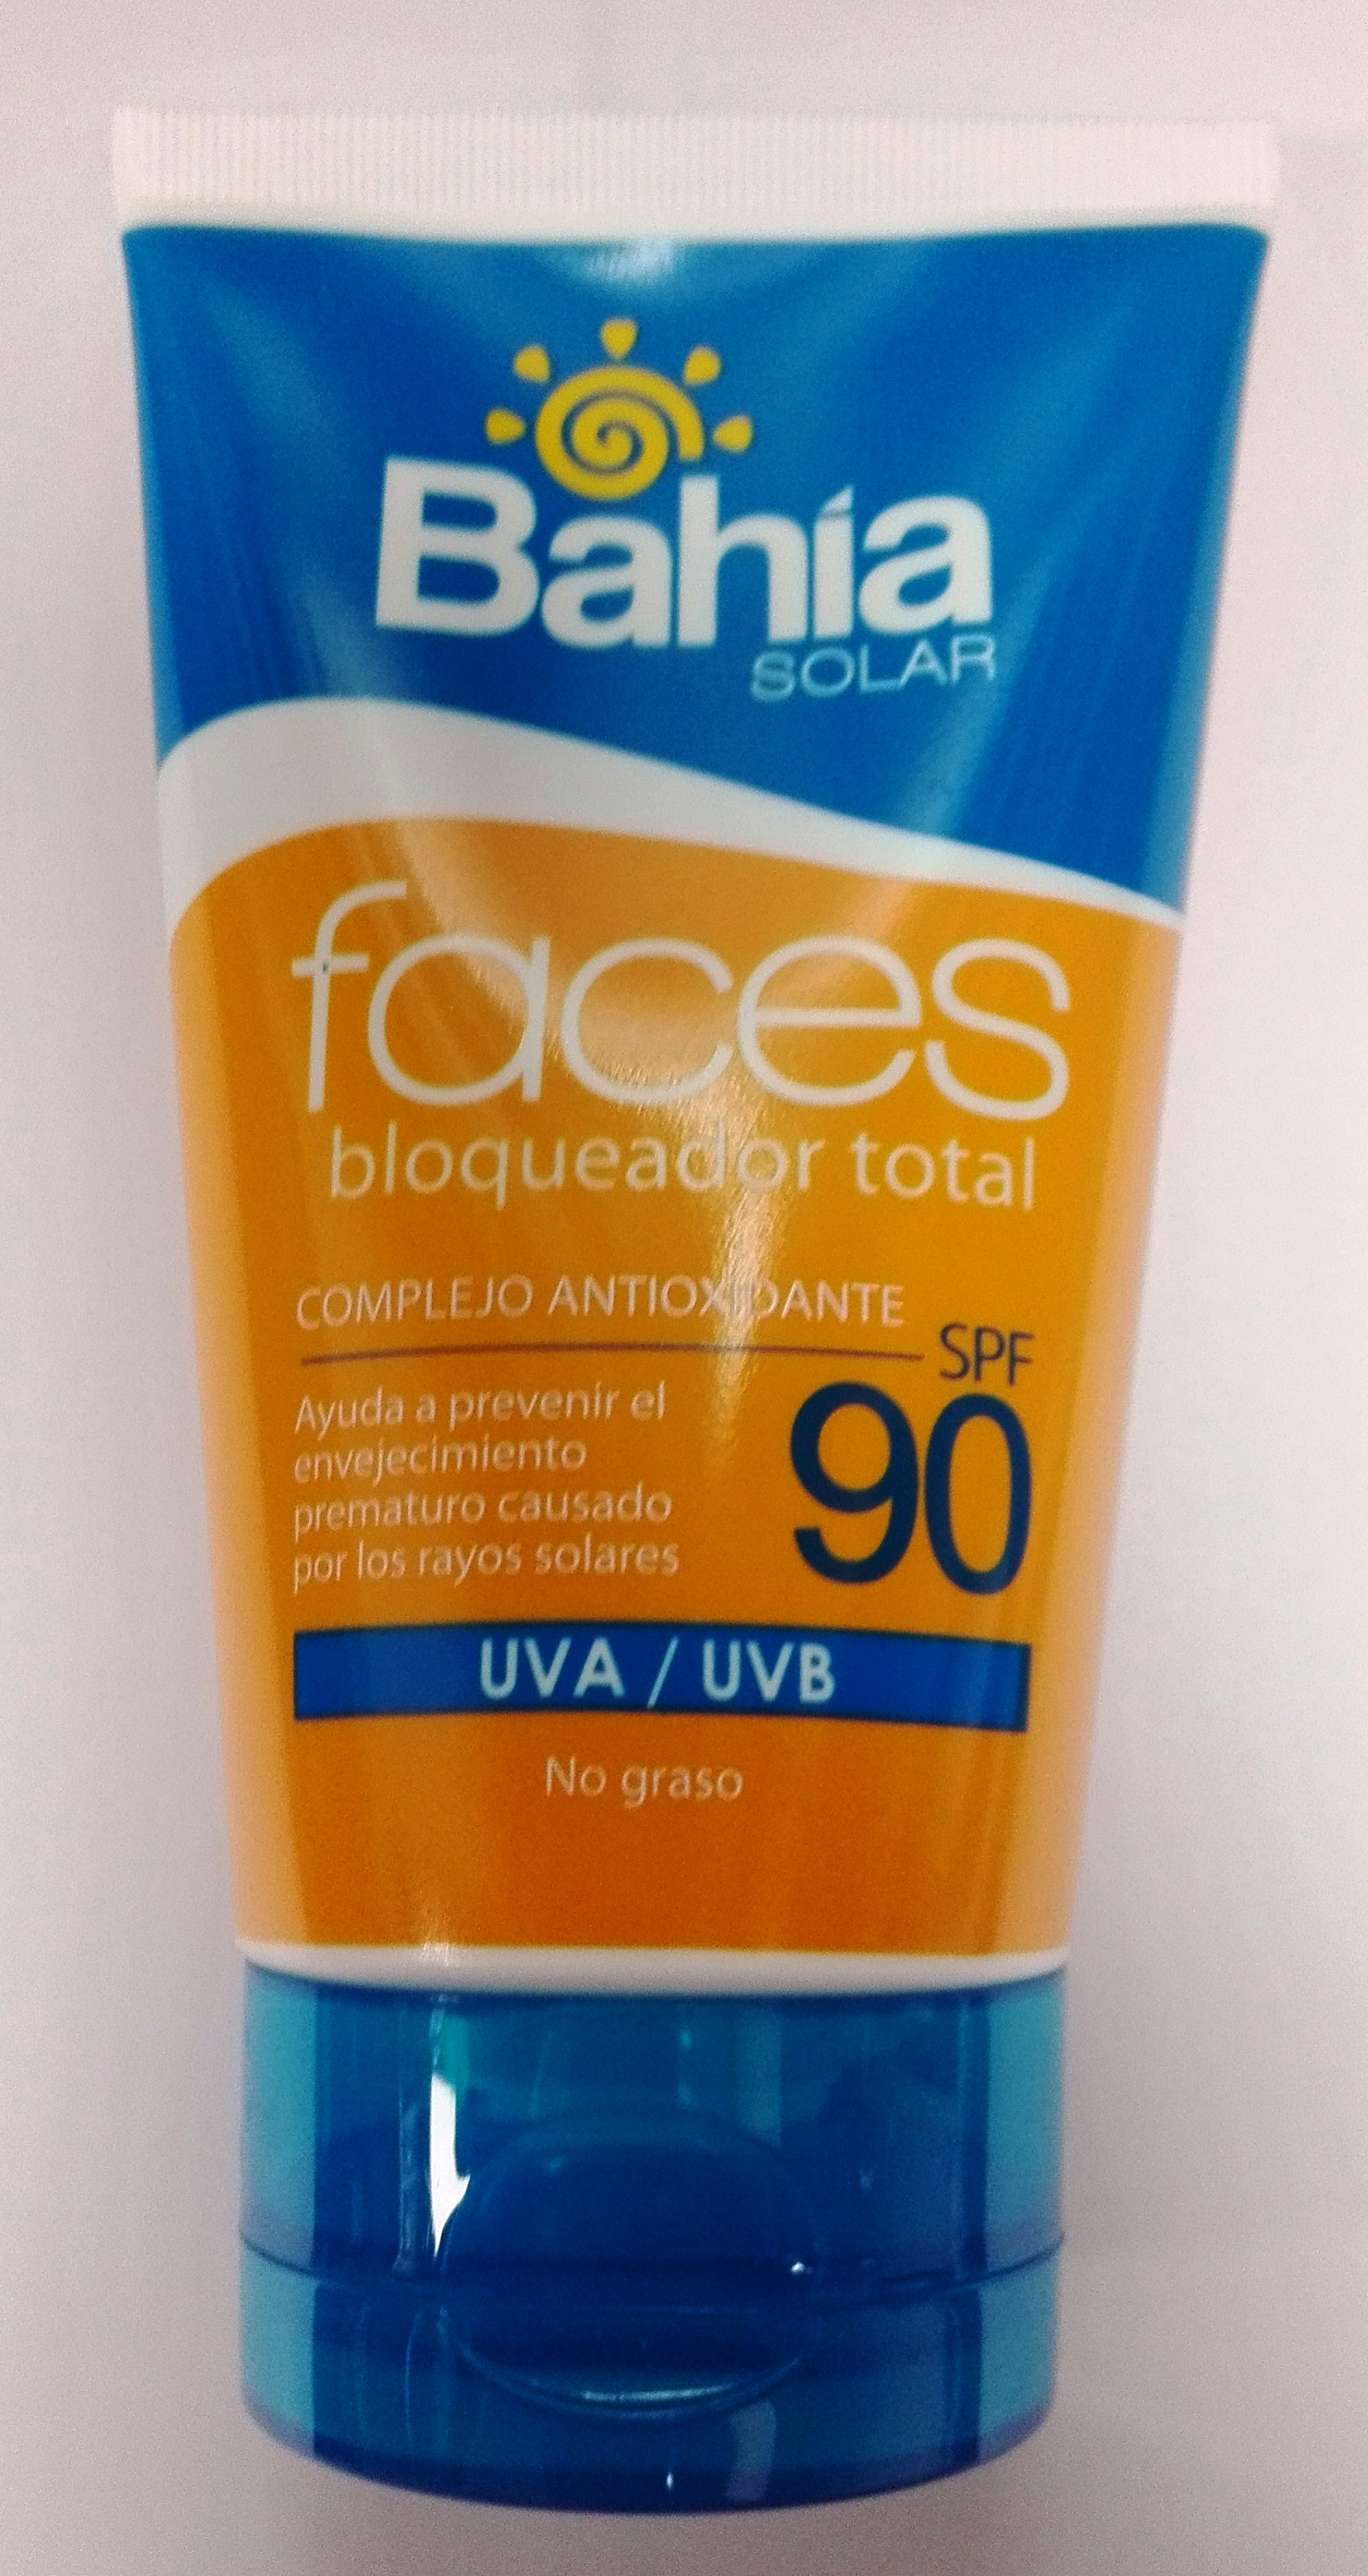 Bahía
SOLAR
faces
bloqueador total
COMPLEJO ANTIOXIDANTE
SPF
90
Ayuda a prevenir el
envejecimiento
prematuro causado
por los rayos solares
UVA / UVB
No graso